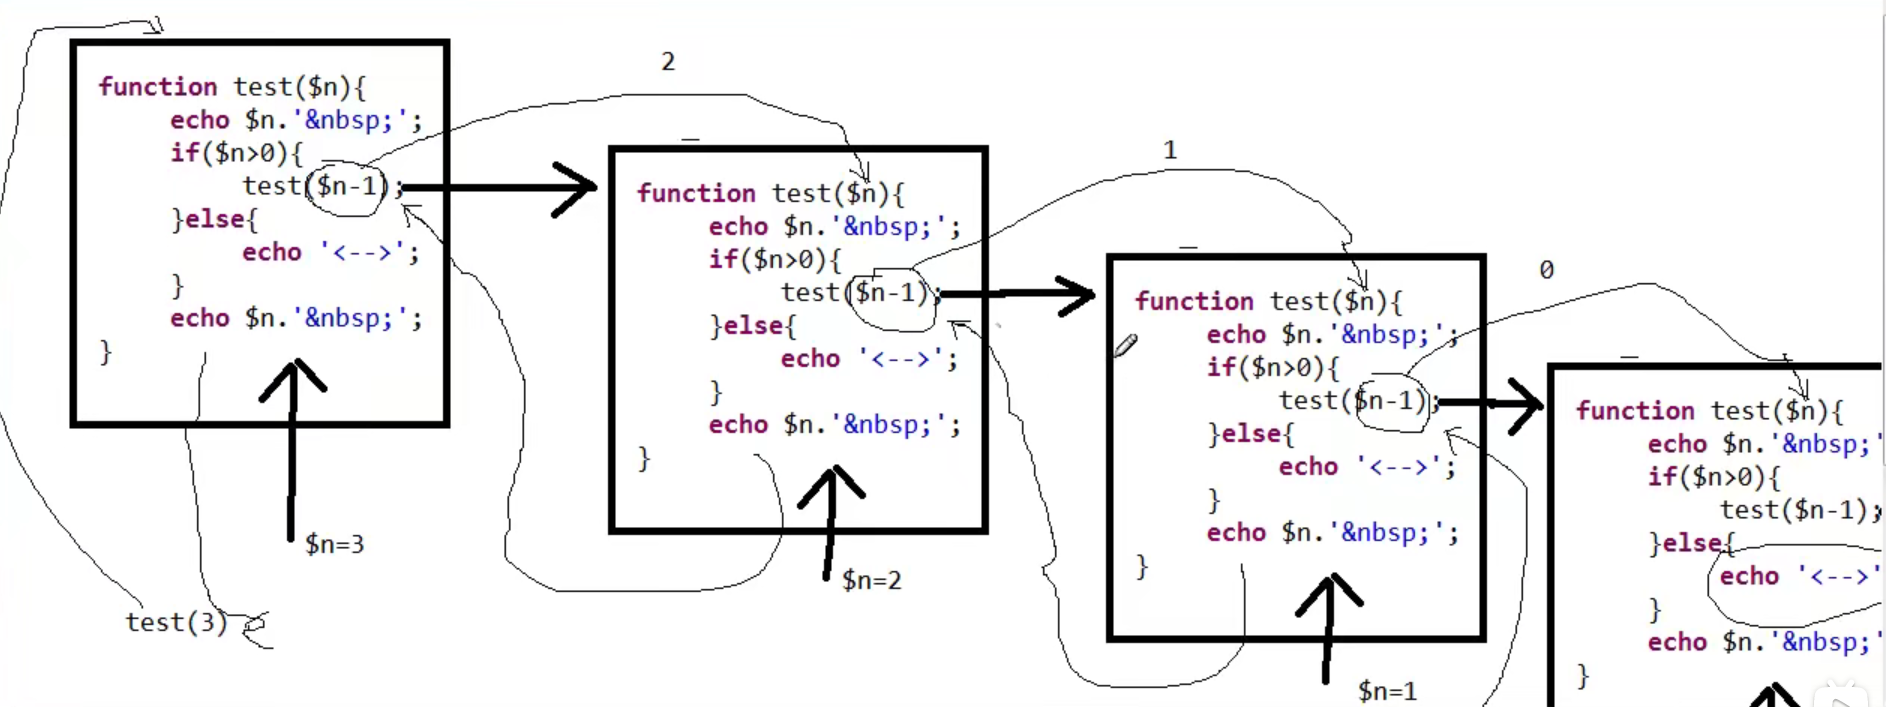 function test($n){
echo $n.'&nbsp;';
if($n>0){
test($n-1);
}else{
echo '<-->';
}
echo $n.'&nbsp;';
}
$n=3
test(3)
2
function test($n){
echo $n.'&nbsp;';
if($n>0){
test($n-1);
}else{
echo '<-->';
}
echo $n.'&nbsp;';
}
$n=2
1
function test($n){
echo $n.'&nbsp;';
if($n>0){
test($n-1);
}else{
echo '<-->';
}
echo $n.'&nbsp;';
}
$n=1
0
function test($n){
echo $n.'&nbsp;'
if($n>0){
test($n-1);
}else{
echo '<-->'
}
echo $n.'&nbsp;'
}